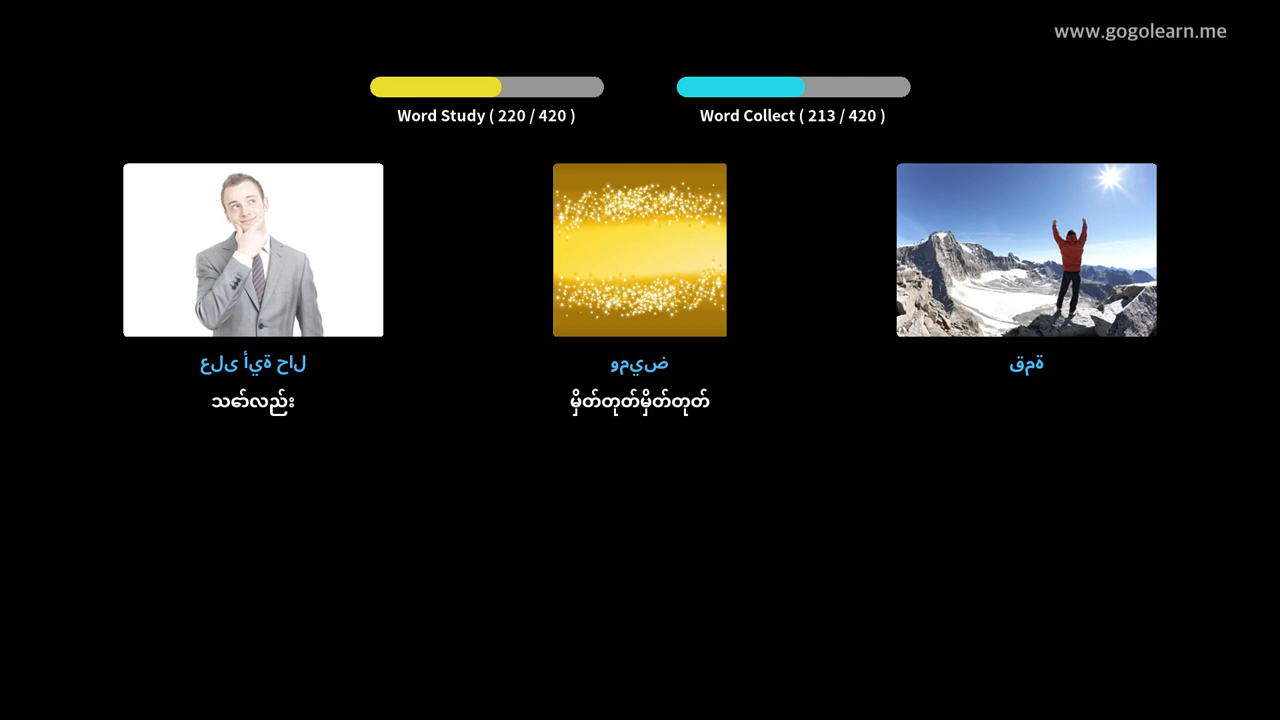 www.gogolearn.me
Word Study ( 220 / 420 )
Word Collect ( 213 / 420 )
على أية حال
وميض
قمة
သော်လည်း
မှိတ်တုတ်မှိတ်တုတ်